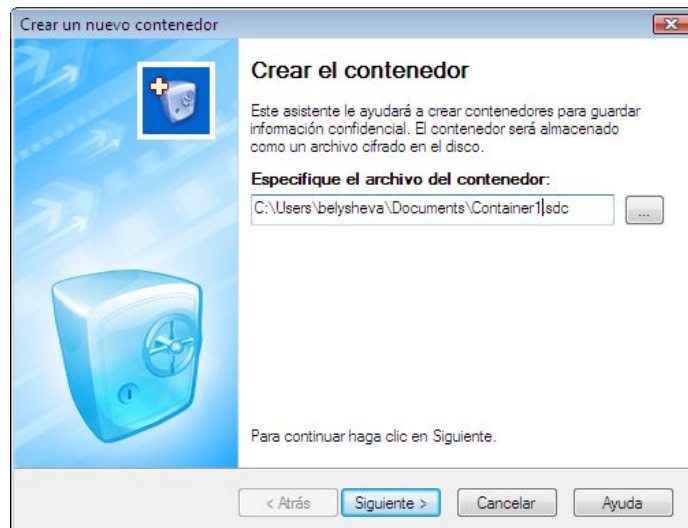 Crear un nuevo contenedor
Crear el contenedor
Este asistente le ayudará a crear contenedores para guardar
información confidencial. El contenedor será almacenado
como un archivo cifrado en el disco.
Especifique el archivo del contenedor:
C:\Users\belysheva\Documents\Container1.sdc
...
Para continuar haga clic en Siguiente.
< Atrás
Siguiente >
Cancelar
Ayuda